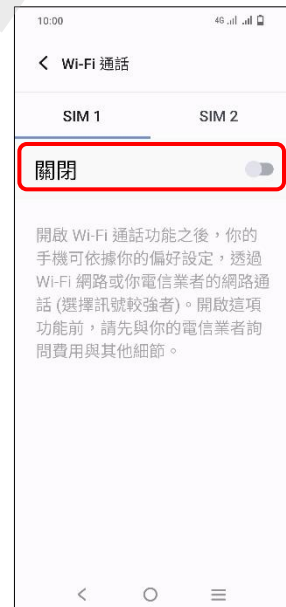 10:00
4G
Wi-Fi 通話
SIM 1
SIM 2
關閉
開啟 Wi-Fi 通話功能之後，你的
手機可依據你的偏好設定，透過
Wi-Fi 網路或你電信業者的網路通
話 (選擇訊號較強者)。開啟這項
功能前，請先與你的電信業者詢
問費用與其他細節。